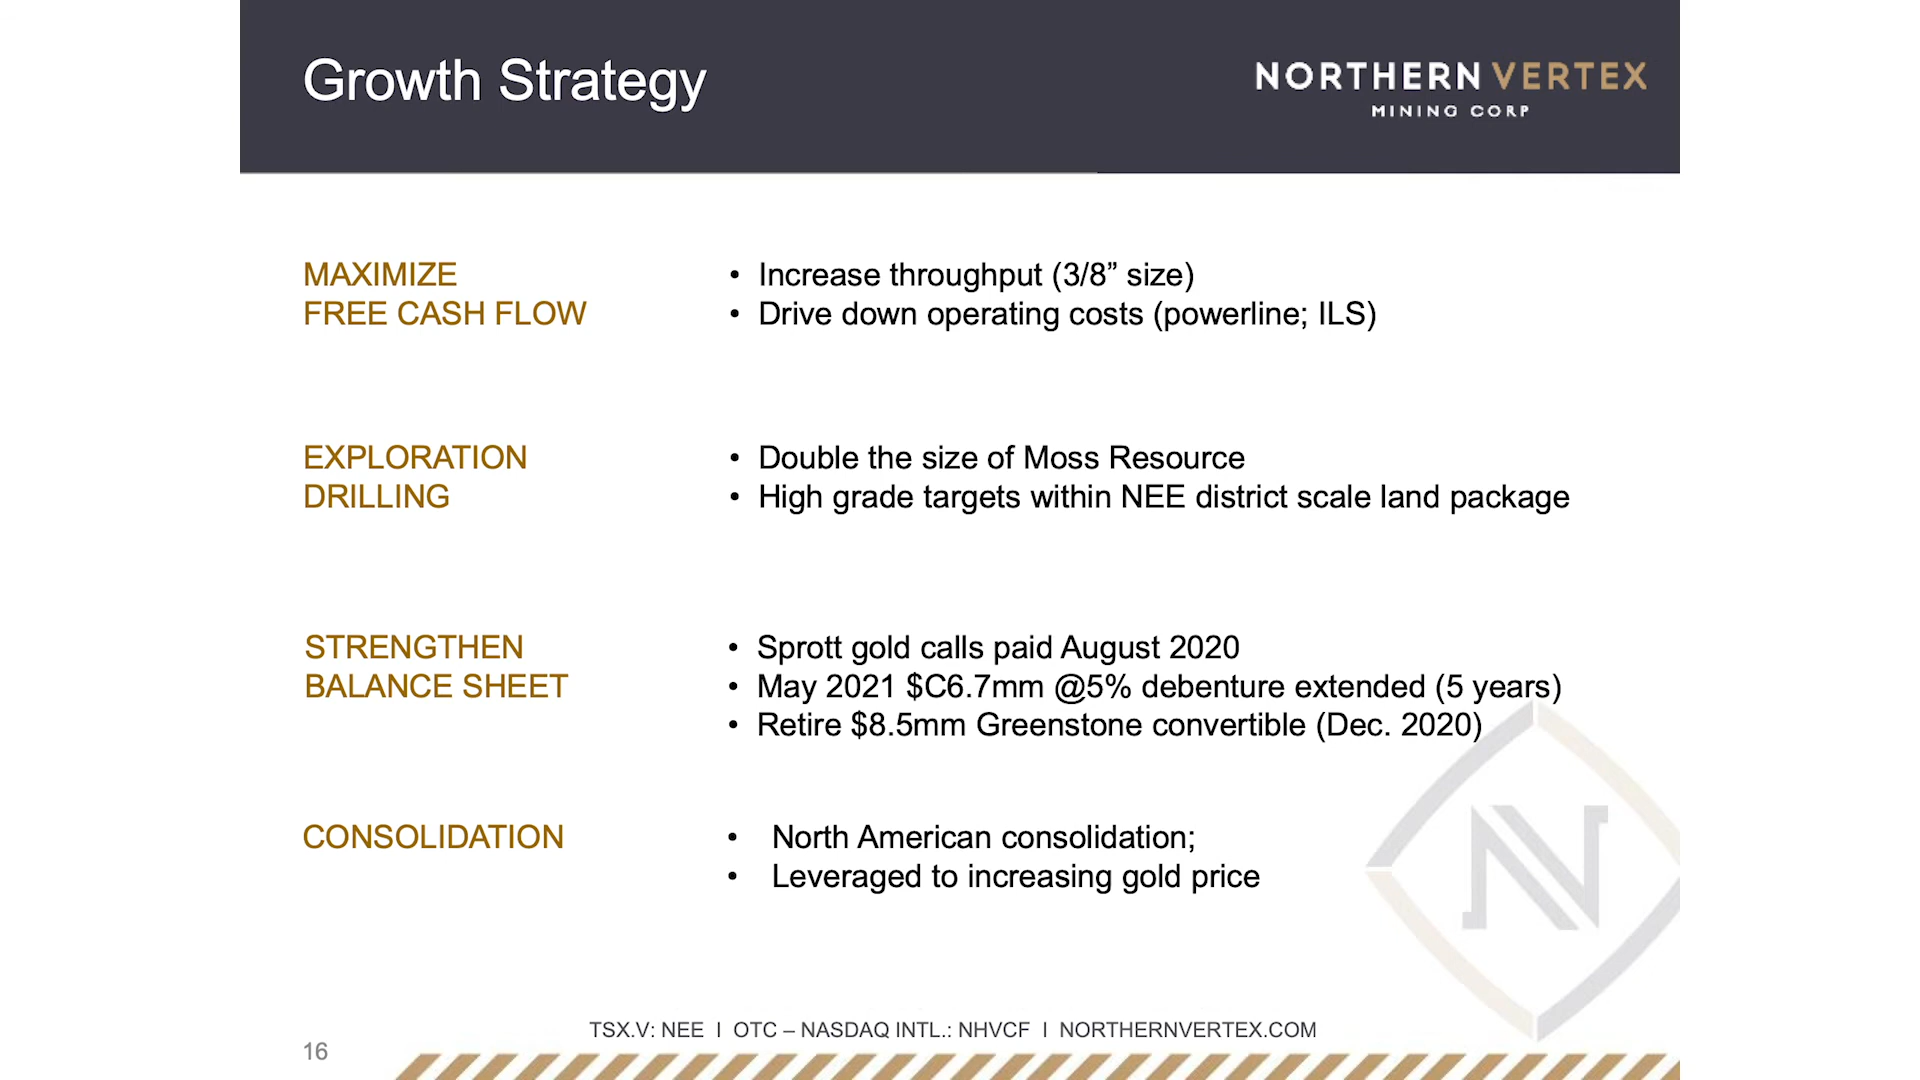 Growth Strategy
NORTHERN VERTEX
MINING CORP
MAXIMIZE
FREE CASH FLOW
• Increase throughput (3/8” size)
• Drive down operating costs (powerline; ILS)
EXPLORATION
DRILLING
• Double the size of Moss Resource
• High grade targets within NEE district scale land package
STRENGTHEN
BALANCE SHEET
• Sprott gold calls paid August 2020
• May 2021 $C6.7mm @5% debenture extended (5 years)
• Retire $8.5mm Greenstone convertible (Dec. 2020)
CONSOLIDATION
• North American consolidation;
• Leveraged to increasing gold price
TSX.V: NEE I OTC – NASDAQ INTL.: NHVCF I NORTHERNVERTEX.COM
16